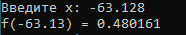 Введите x: -63.128
f(-63.13) = 0.480161